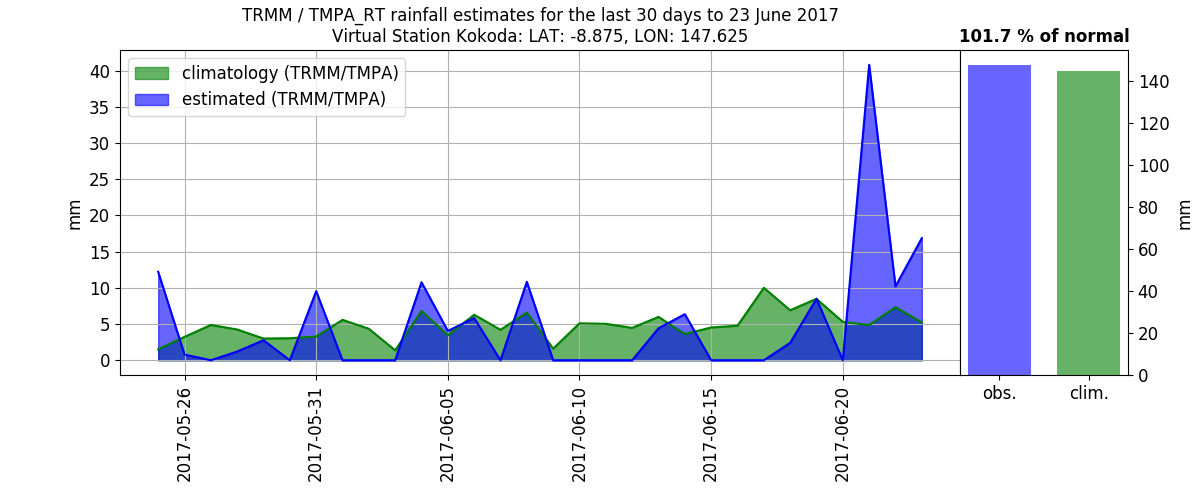 TRMM / TMPA_RT rainfall estimates for the last 30 days to 23 June 2017
Virtual Station Kokoda: LAT: -8.875, LON: 147.625
101.7 % of normal
climatology (TRMM/TMPA)
estimated (TRMM/TMPA)
mm
40
35
30
25
20
15
10
5
0
2017-05-26
2017-05-31
2017-06-05
2017-06-10
2017-06-15
2017-06-20
obs.
clim.
140
120
100
80
60
40
20
0
mm